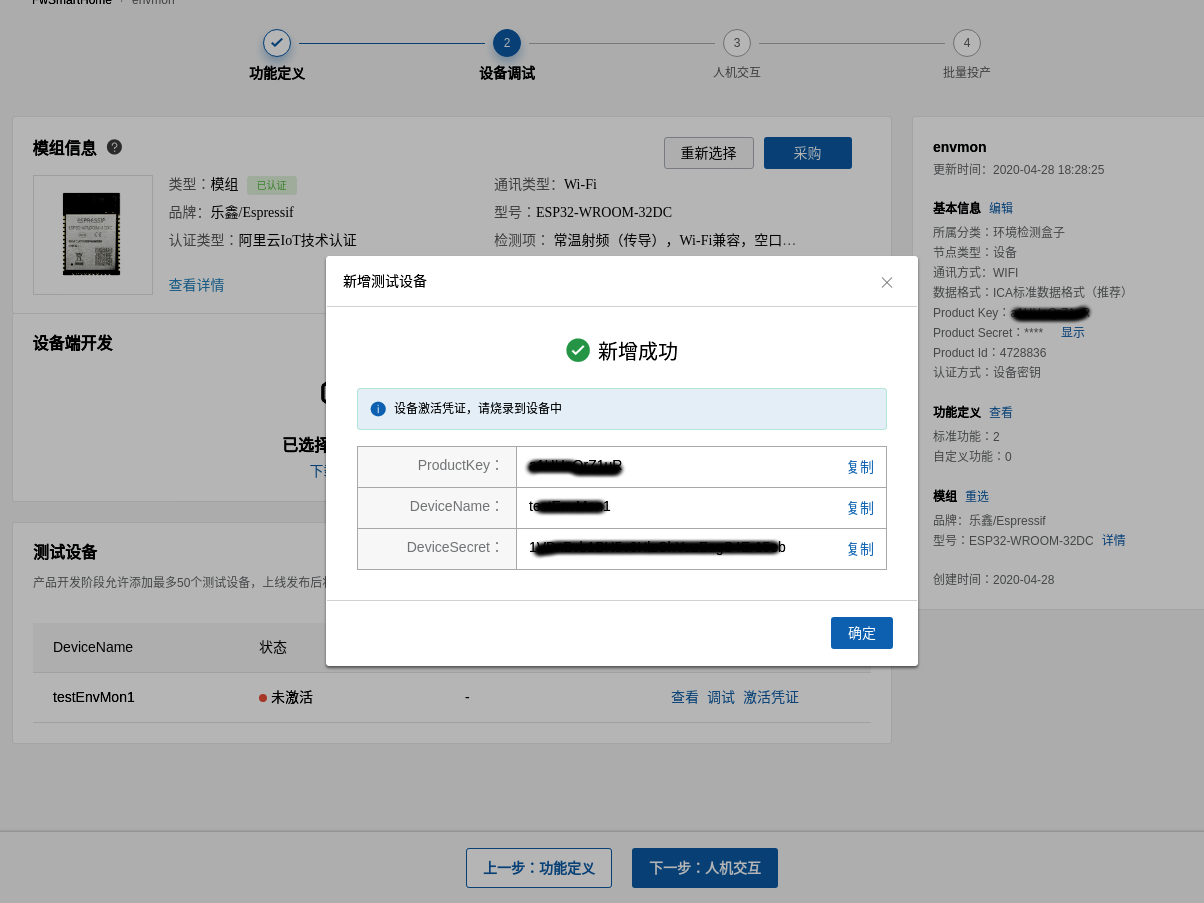 FwSmartHome › envmon
2 3 4
功能定义 设备调试 人机交互 批量投产
模组信息 ?
重新选择 采购
类型：模组 已认证 通讯类型：Wi-Fi
品牌：乐鑫/Espressif 型号：ESP32-WROOM-32DC
认证类型：阿里云IoT技术认证 检测项： 常温射频（传导），Wi-Fi兼容，空口…
查看详情
ESPRESSIF
设备端开发
已选择
测试设备
产品开发阶段允许添加最多50个测试设备，上线发布后
DeviceName 状态
testEnvMon1 未激活 - 查看 调试 激活凭证
新增测试设备
新增成功
设备激活凭证，请烧录到设备中
ProductKey： 复制
DeviceName： 复制
DeviceSecret： 复制
确定
envmon
更新时间：2020-04-28 18:28:25
基本信息 编辑
所属分类：环境检测盒子
节点类型：设备
通讯方式：WIFI
数据格式：ICA标准数据格式（推荐）
Product Key：
Product Secret：**** 显示
Product Id：4728836
认证方式：设备密钥
功能定义 查看
标准功能：2
自定义功能：0
模组 重选
品牌：乐鑫/Espressif
型号：ESP32-WROOM-32DC 详情
创建时间：2020-04-28
上一步：功能定义 下一步：人机交互